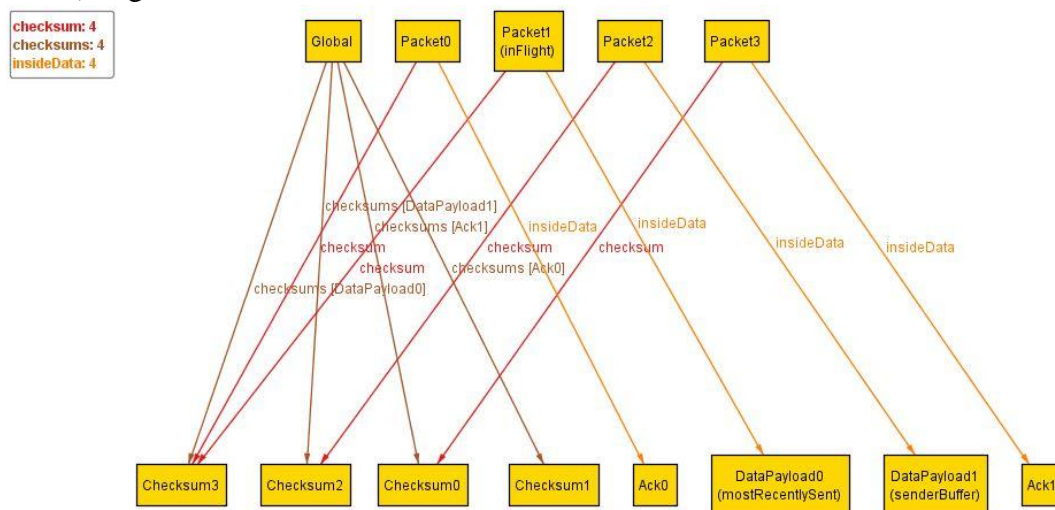 checksum: 4
checksums: 4
insideData: 4
Global
Packet0
Packet1
(inFlight)
Packet2
Packet3
checksums [DataPayload1]
checksums [Ack1]
insideData
insideData
insideData
insideData
checksum
checksum
checksum
checksum
checksums [Ack0]
checksums [DataPayload0]
Checksum3
Checksum2
Checksum0
Checksum1
Ack0
DataPayload0
(mostRecentlySent)
DataPayload1
(senderBuffer)
Ack1